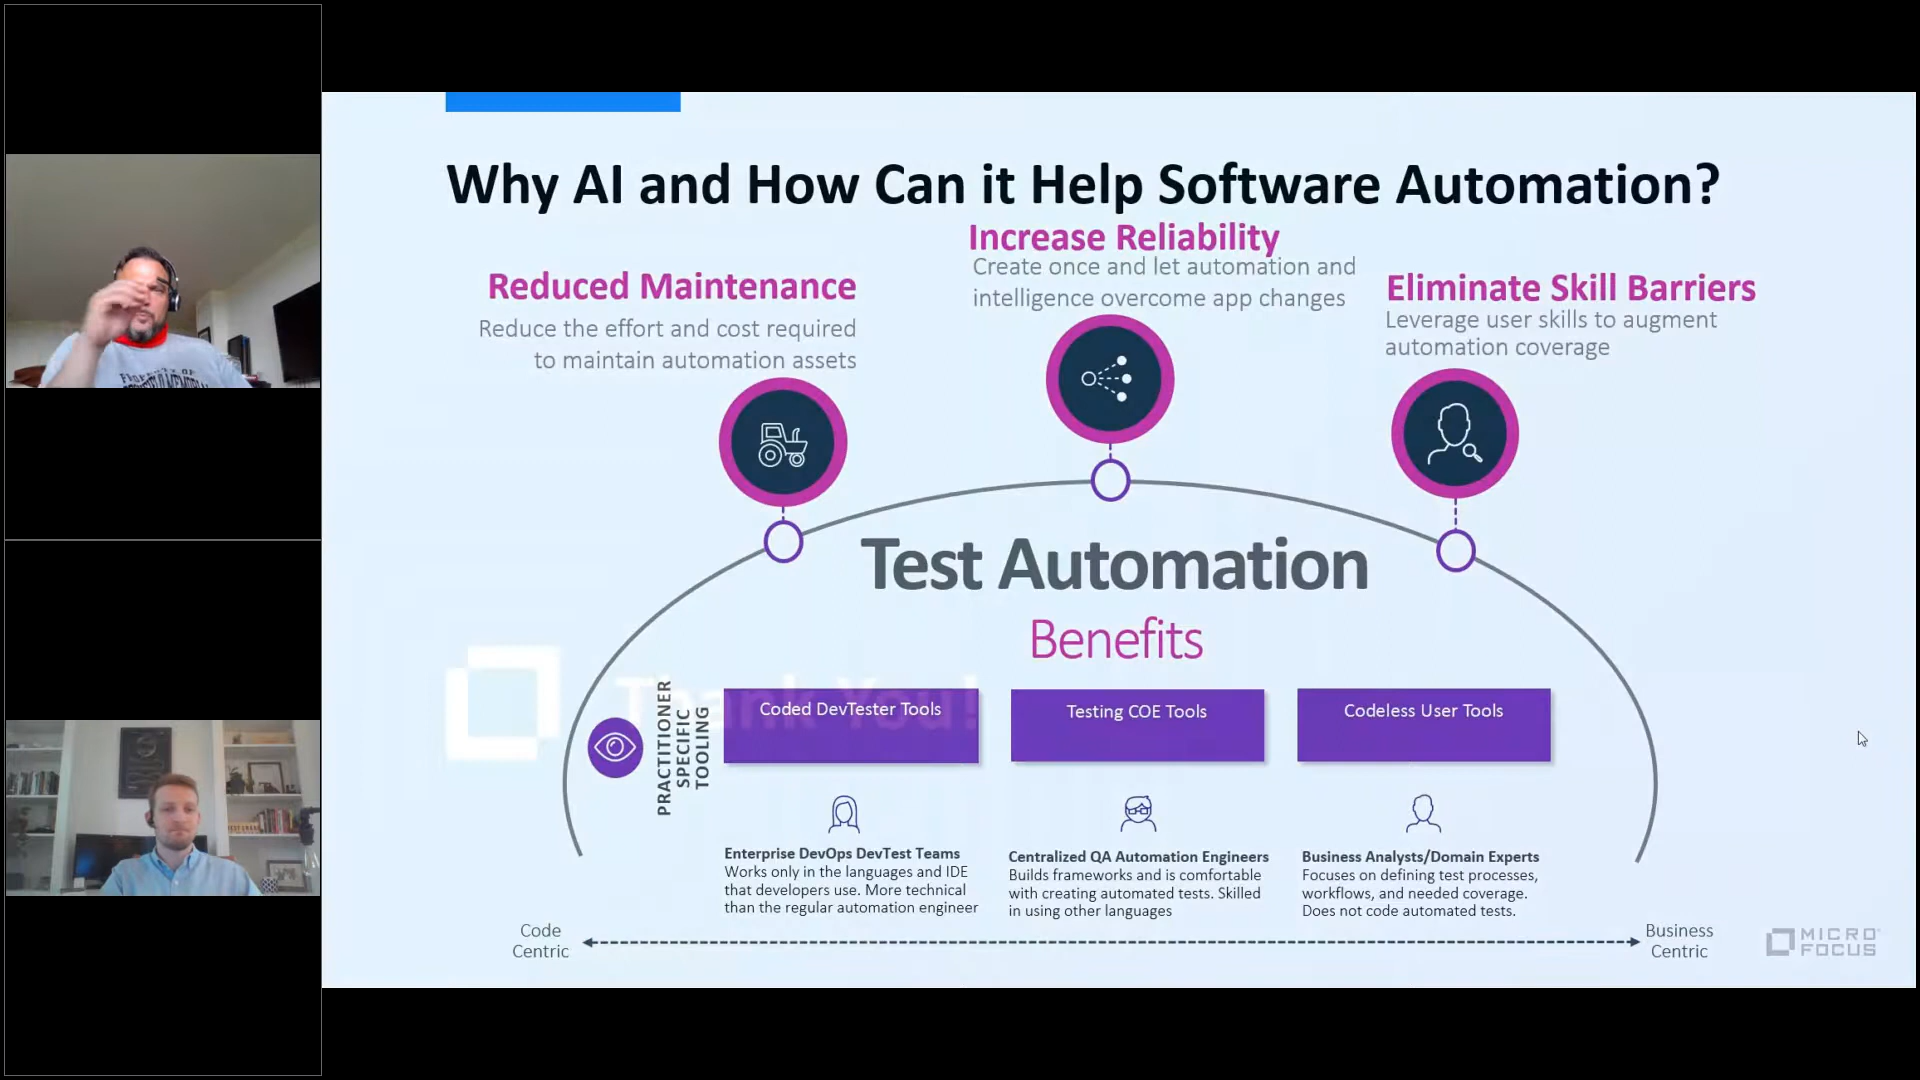 Why AI and How Can it Help Software Automation?
Increase Reliability
Create once and let automation and
intelligence overcome app changes
Reduced Maintenance
Reduce the effort and cost required
to maintain automation assets
Eliminate Skill Barriers
Leverage user skills to augment
automation coverage
Test Automation
Benefits
Thank You!
PRACTITIONER
SPECIFIC
TOOLING
Coded DevTester Tools
Testing COE Tools
Codeless User Tools
Enterprise DevOps DevTest Teams
Works only in the languages and IDE
that developers use. More technical
than the regular automation engineer
Centralized QA Automation Engineers
Builds frameworks and is comfortable
with creating automated tests. Skilled
in using other languages
Business Analysts/Domain Experts
Focuses on defining test processes,
workflows, and needed coverage.
Does not code automated tests.
Code
Centric
Business
Centric
MICRO
FOCUS
PROPERTY OF